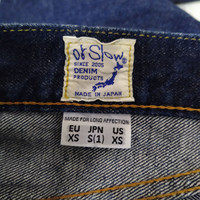 orSlow®
SINCE 2005
DENIM
PRODUCTS
MADE IN JAPAN
MADE FOR LONG AFFECTION
EU JPN US
XS S(1) XS